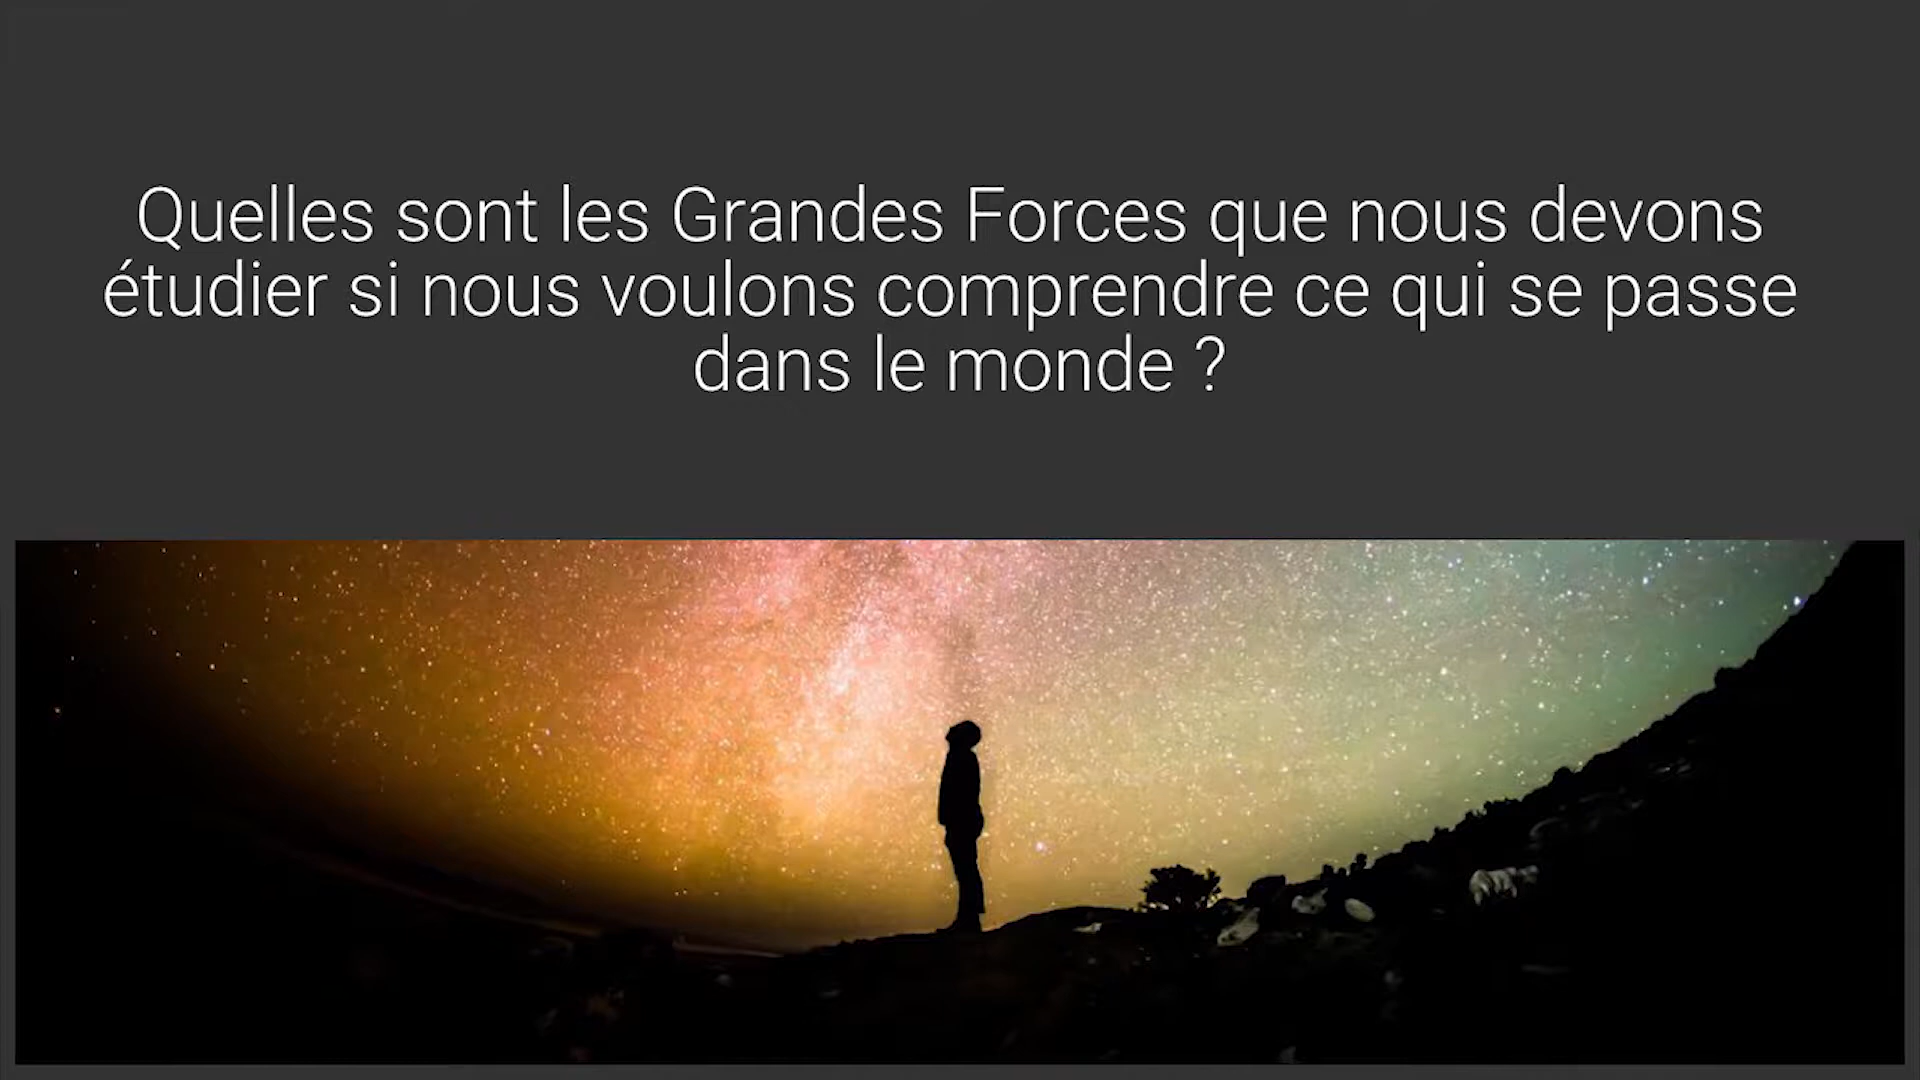 Quelles sont les Grandes Forces que nous devons
étudier si nous voulons comprendre ce qui se passe
dans le monde ?